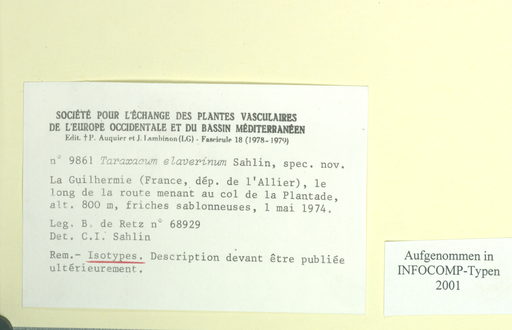 SOCIÉTÉ POUR L'ÉCHANGE DES PLANTES VASCULAIRES
DE L'EUROPE OCCIDENTALE ET DU BASSIN MÉDITERRANÉEN
Edit. †P. Auquier et J. Lambinon (LG) - Fascicule 18 (1978-1979)
n° 9861 Taraxacum elaverinum Sahlin, spec. nov.
La Guilhermie (France, dép. de l'Allier), le
long de la route menant au col de la Plantade,
alt. 800 m, friches sablonneuses, 1 mai 1974.
Leg. B. de Retz n° 68929
Det. C.I. Sahlin
Rem.- Isotypes. Description devant être publiée
ultérieurement.
Aufgenommen in
INFOCOMP-Typen
2001